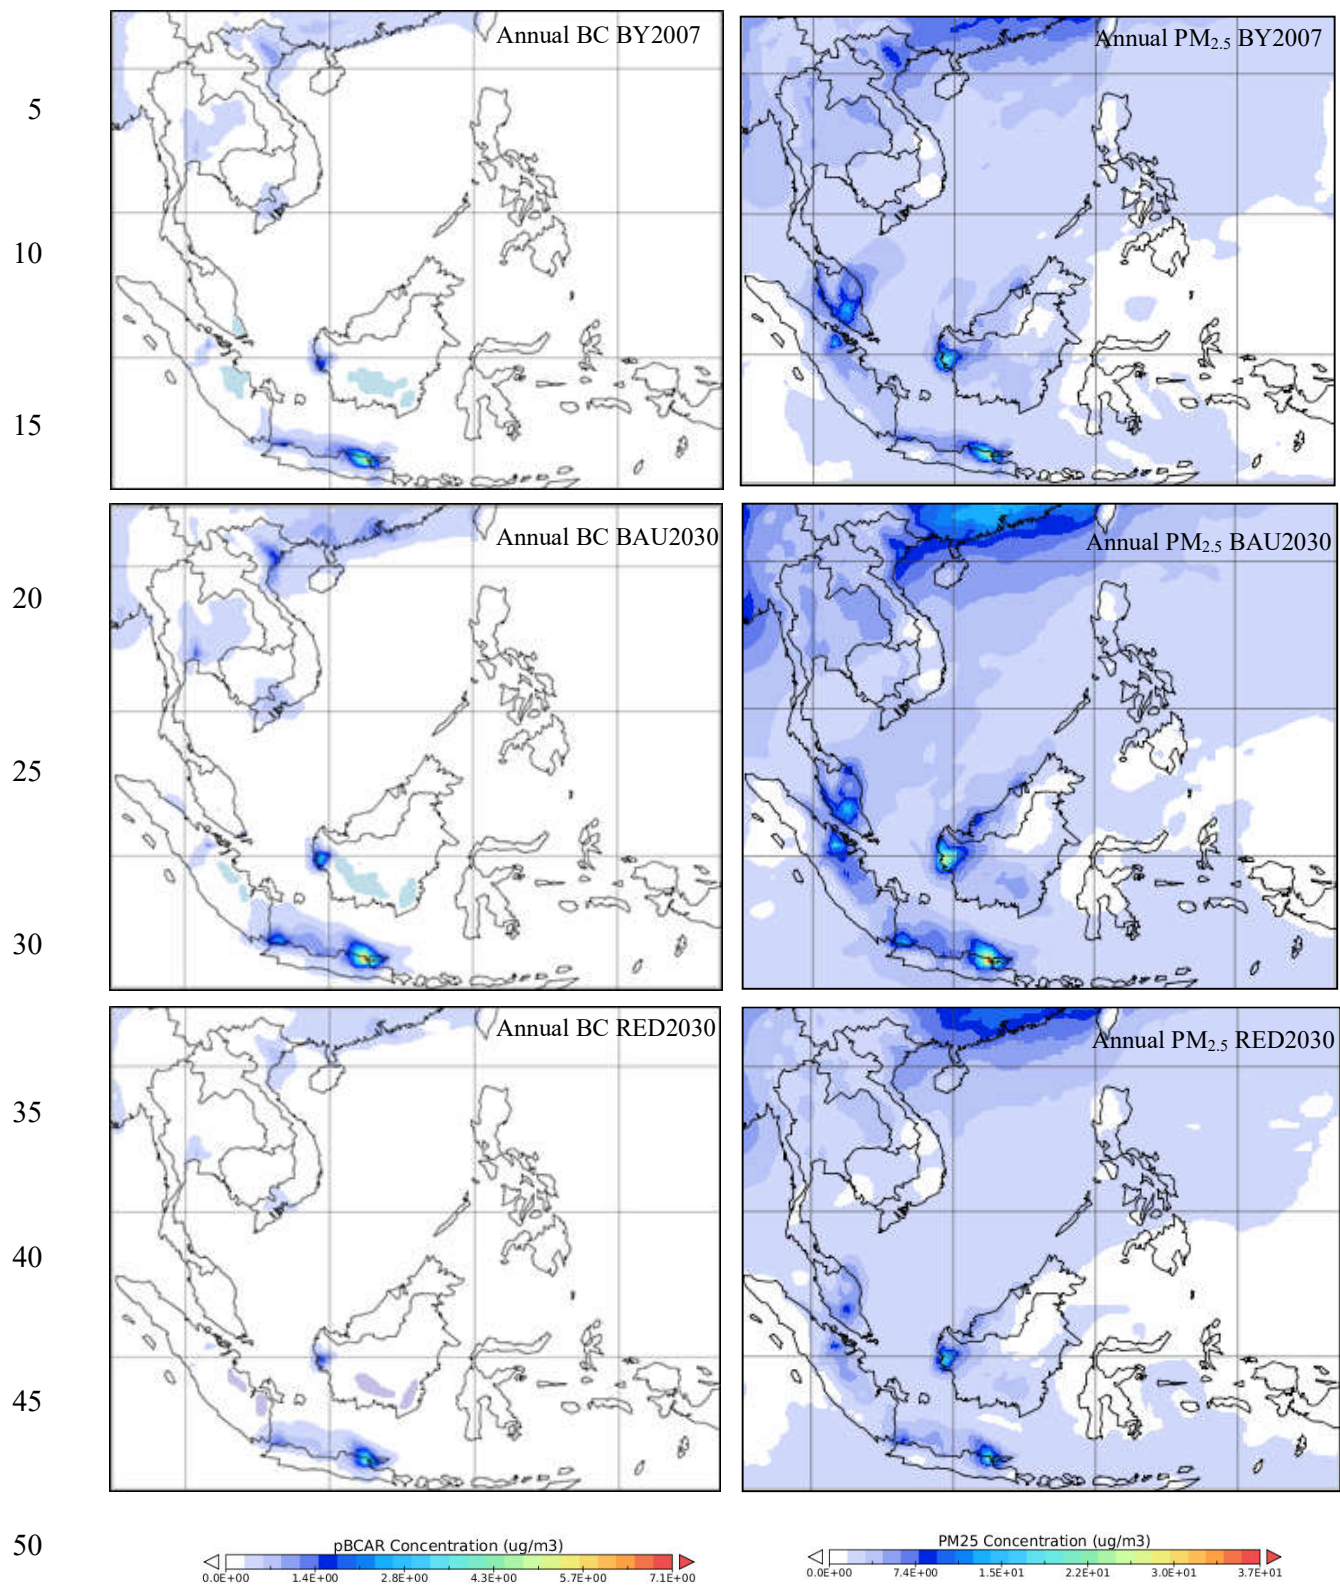 Annual BC BY2007
Annual PM2.5 BY2007
5
10
15
Annual BC BAU2030
Annual PM2.5 BAU2030
20
25
30
Annual BC RED2030
Annual PM2.5 RED2030
35
40
45
50
pBCAR Concentration (ug/m3)
0.0E+00 1.4E+00 2.8E+00 4.3E+00 5.7E+00 7.1E+00
PM25 Concentration (ug/m3)
0.0E+00 7.4E+00 1.5E+01 2.2E+01 3.0E+01 3.7E+01